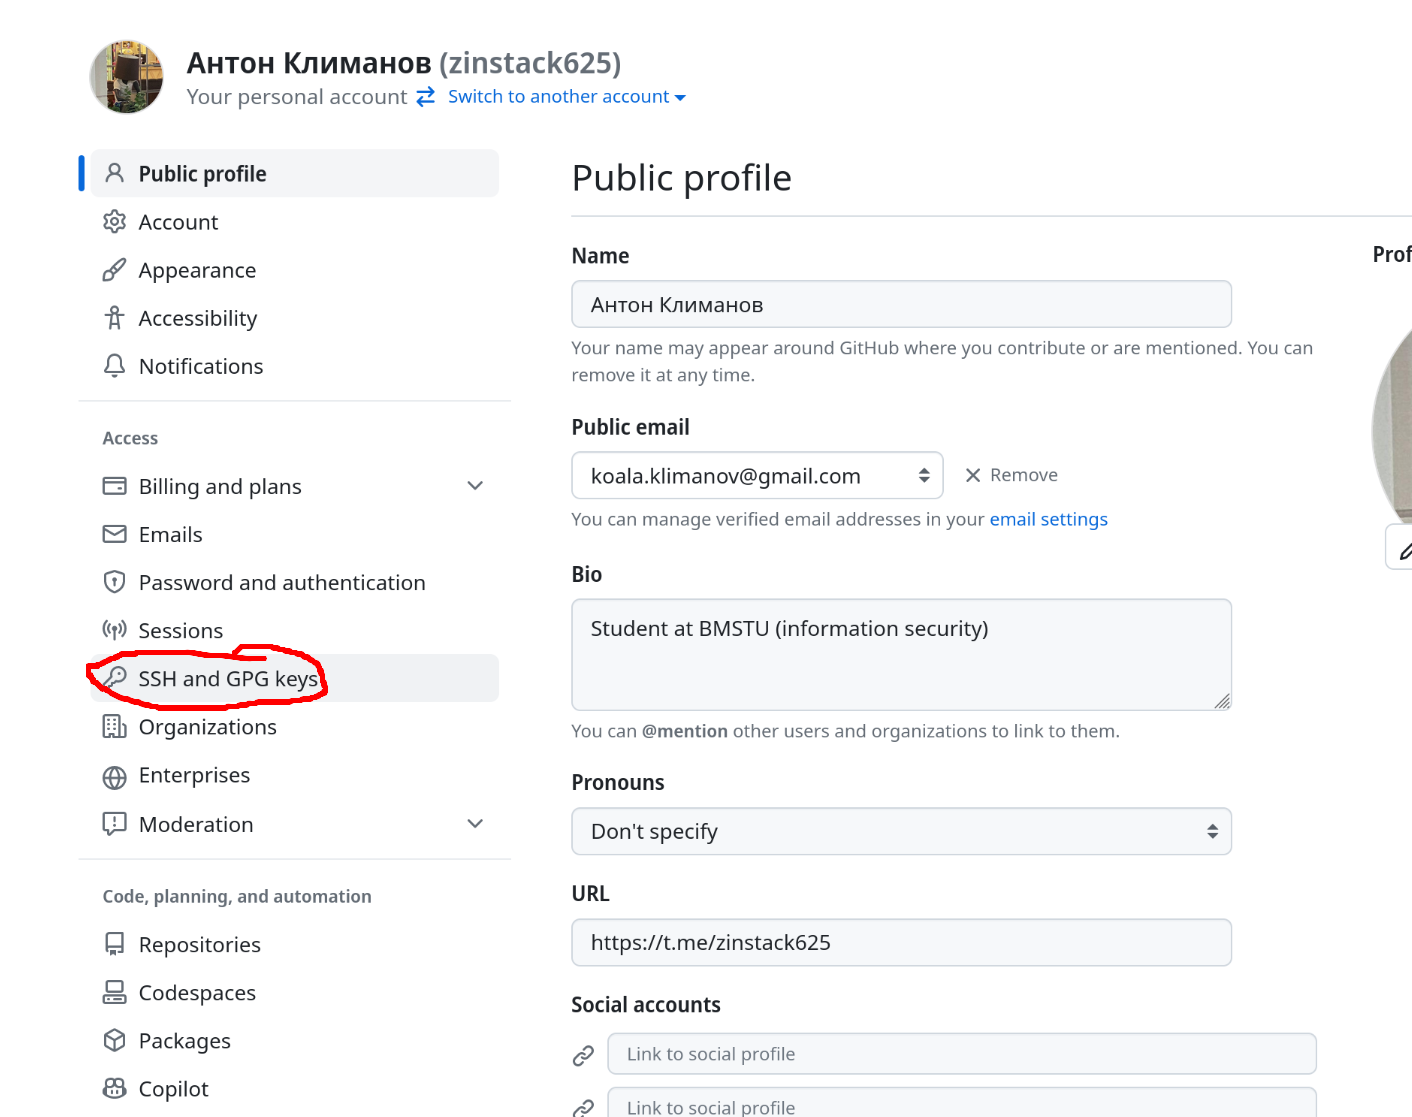 Антон Климанов (zinstack625)
Your personal account Switch to another account
Public profile
Account
Appearance
Accessibility
Notifications
Access
Billing and plans
Emails
Password and authentication
Sessions
SSH and GPG keys
Organizations
Enterprises
Moderation
Code, planning, and automation
Repositories
Codespaces
Packages
Copilot
Public profile
Name
Антон Климанов
Your name may appear around GitHub where you contribute or are mentioned. You can
remove it at any time.
Public email
koala.klimanov@gmail.com Remove
You can manage verified email addresses in your email settings
Bio
Student at BMSTU (information security)
You can @mention other users and organizations to link to them.
Pronouns
Don't specify
URL
https://t.me/zinstack625
Social accounts
Link to social profile
Link to social profile
Prof